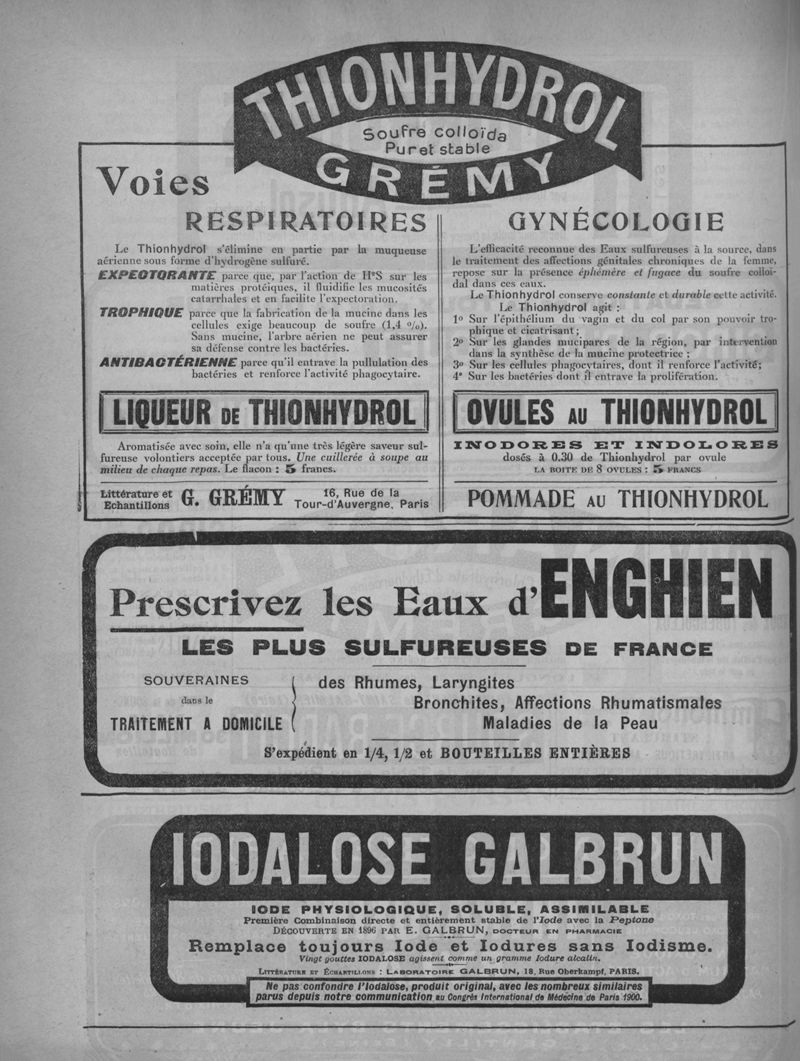 THIONHYDROL
Soufre colloïda
Pur et stable
GRÉMY
Voies
RESPIRATOIRES
Le Thionhydrol s'élimine en partie par la muqueuse
aérienne sous forme d'hydrogène sulfuré.
EXPECTORANTE parce que, par l'action de H²S sur les
matières protéiques, il fluidifie les mucosités
catarrhales et en facilite l'expectoration.
TROPHIQUE parce que la fabrication de la mucine dans les
cellules exige beaucoup de soufre (1,4 %).
Sans mucine, l'arbre aérien ne peut assurer
sa défense contre les bactéries.
ANTIBACTÉRIENNE parce qu'il entrave la pullulation des
bactéries et renforce l'activité phagocytaire.
LIQUEUR DE THIONHYDROL
Aromatisée avec soin, elle n'a qu'une très légère saveur sul-
fureuse volontiers acceptée par tous. Une cuillerée à soupe au
milieu de chaque repas. Le flacon : 5 francs.
Littérature et
Echantillons
G. GRÉMY
16, Rue de la
Tour-d'Auvergne, Paris
GYNÉCOLOGIE
L'efficacité reconnue des Eaux sulfureuses à la source, dans
le traitement des affections génitales chroniques de la femme,
repose sur la présence éphémère et fugace du soufre colloï-
dal dans ces eaux.
Le Thionhydrol conserve constante et durable cette activité.
Le Thionhydrol agit :
1º Sur l'épithélium du vagin et du col par son pouvoir tro-
phique et cicatrisant ;
2º Sur les glandes mucipares de la région, par intervention
dans la synthèse de la mucine protectrice ;
3º Sur les cellules phagocytaires, dont il renforce l'activité;
4º Sur les bactéries dont il entrave la prolifération.
OVULES AU THIONHYDROL
INODORES ET INDOLORES
dosés à 0.30 de Thionhydrol par ovule
LA BOITE DE 8 OVULES : 5 FRANCS
POMMADE AU THIONHYDROL
Prescrivez les Eaux d'ENGHIEN
LES PLUS SULFUREUSES DE FRANCE
SOUVERAINES
dans le
TRAITEMENT A DOMICILE
des Rhumes, Laryngites
Bronchites, Affections Rhumatismales
Maladies de la Peau
S'expédient en 1/4, 1/2 et BOUTEILLES ENTIÈRES
IODALOSE GALBRUN
IODE PHYSIOLOGIQUE, SOLUBLE, ASSIMILABLE
Première Combinaison directe et entièrement stable de l'Iode avec la Peptone
DÉCOUVERTE EN 1896 PAR E. GALBRUN, DOCTEUR EN PHARMACIE
Remplace toujours Iode et Iodures sans Iodisme.
Vingt gouttes IODALOSE agissent comme un gramme Iodure alcalin.
LITTÉRATURE ET ÉCHANTILLONS : LABORATOIRE GALBRUN, 18, Rue Oberkampf, PARIS.
Ne pas confondre l'Iodalose, produit original, avec les nombreux similaires
parus depuis notre communication au Congrès International de Médecine de Paris 1900.